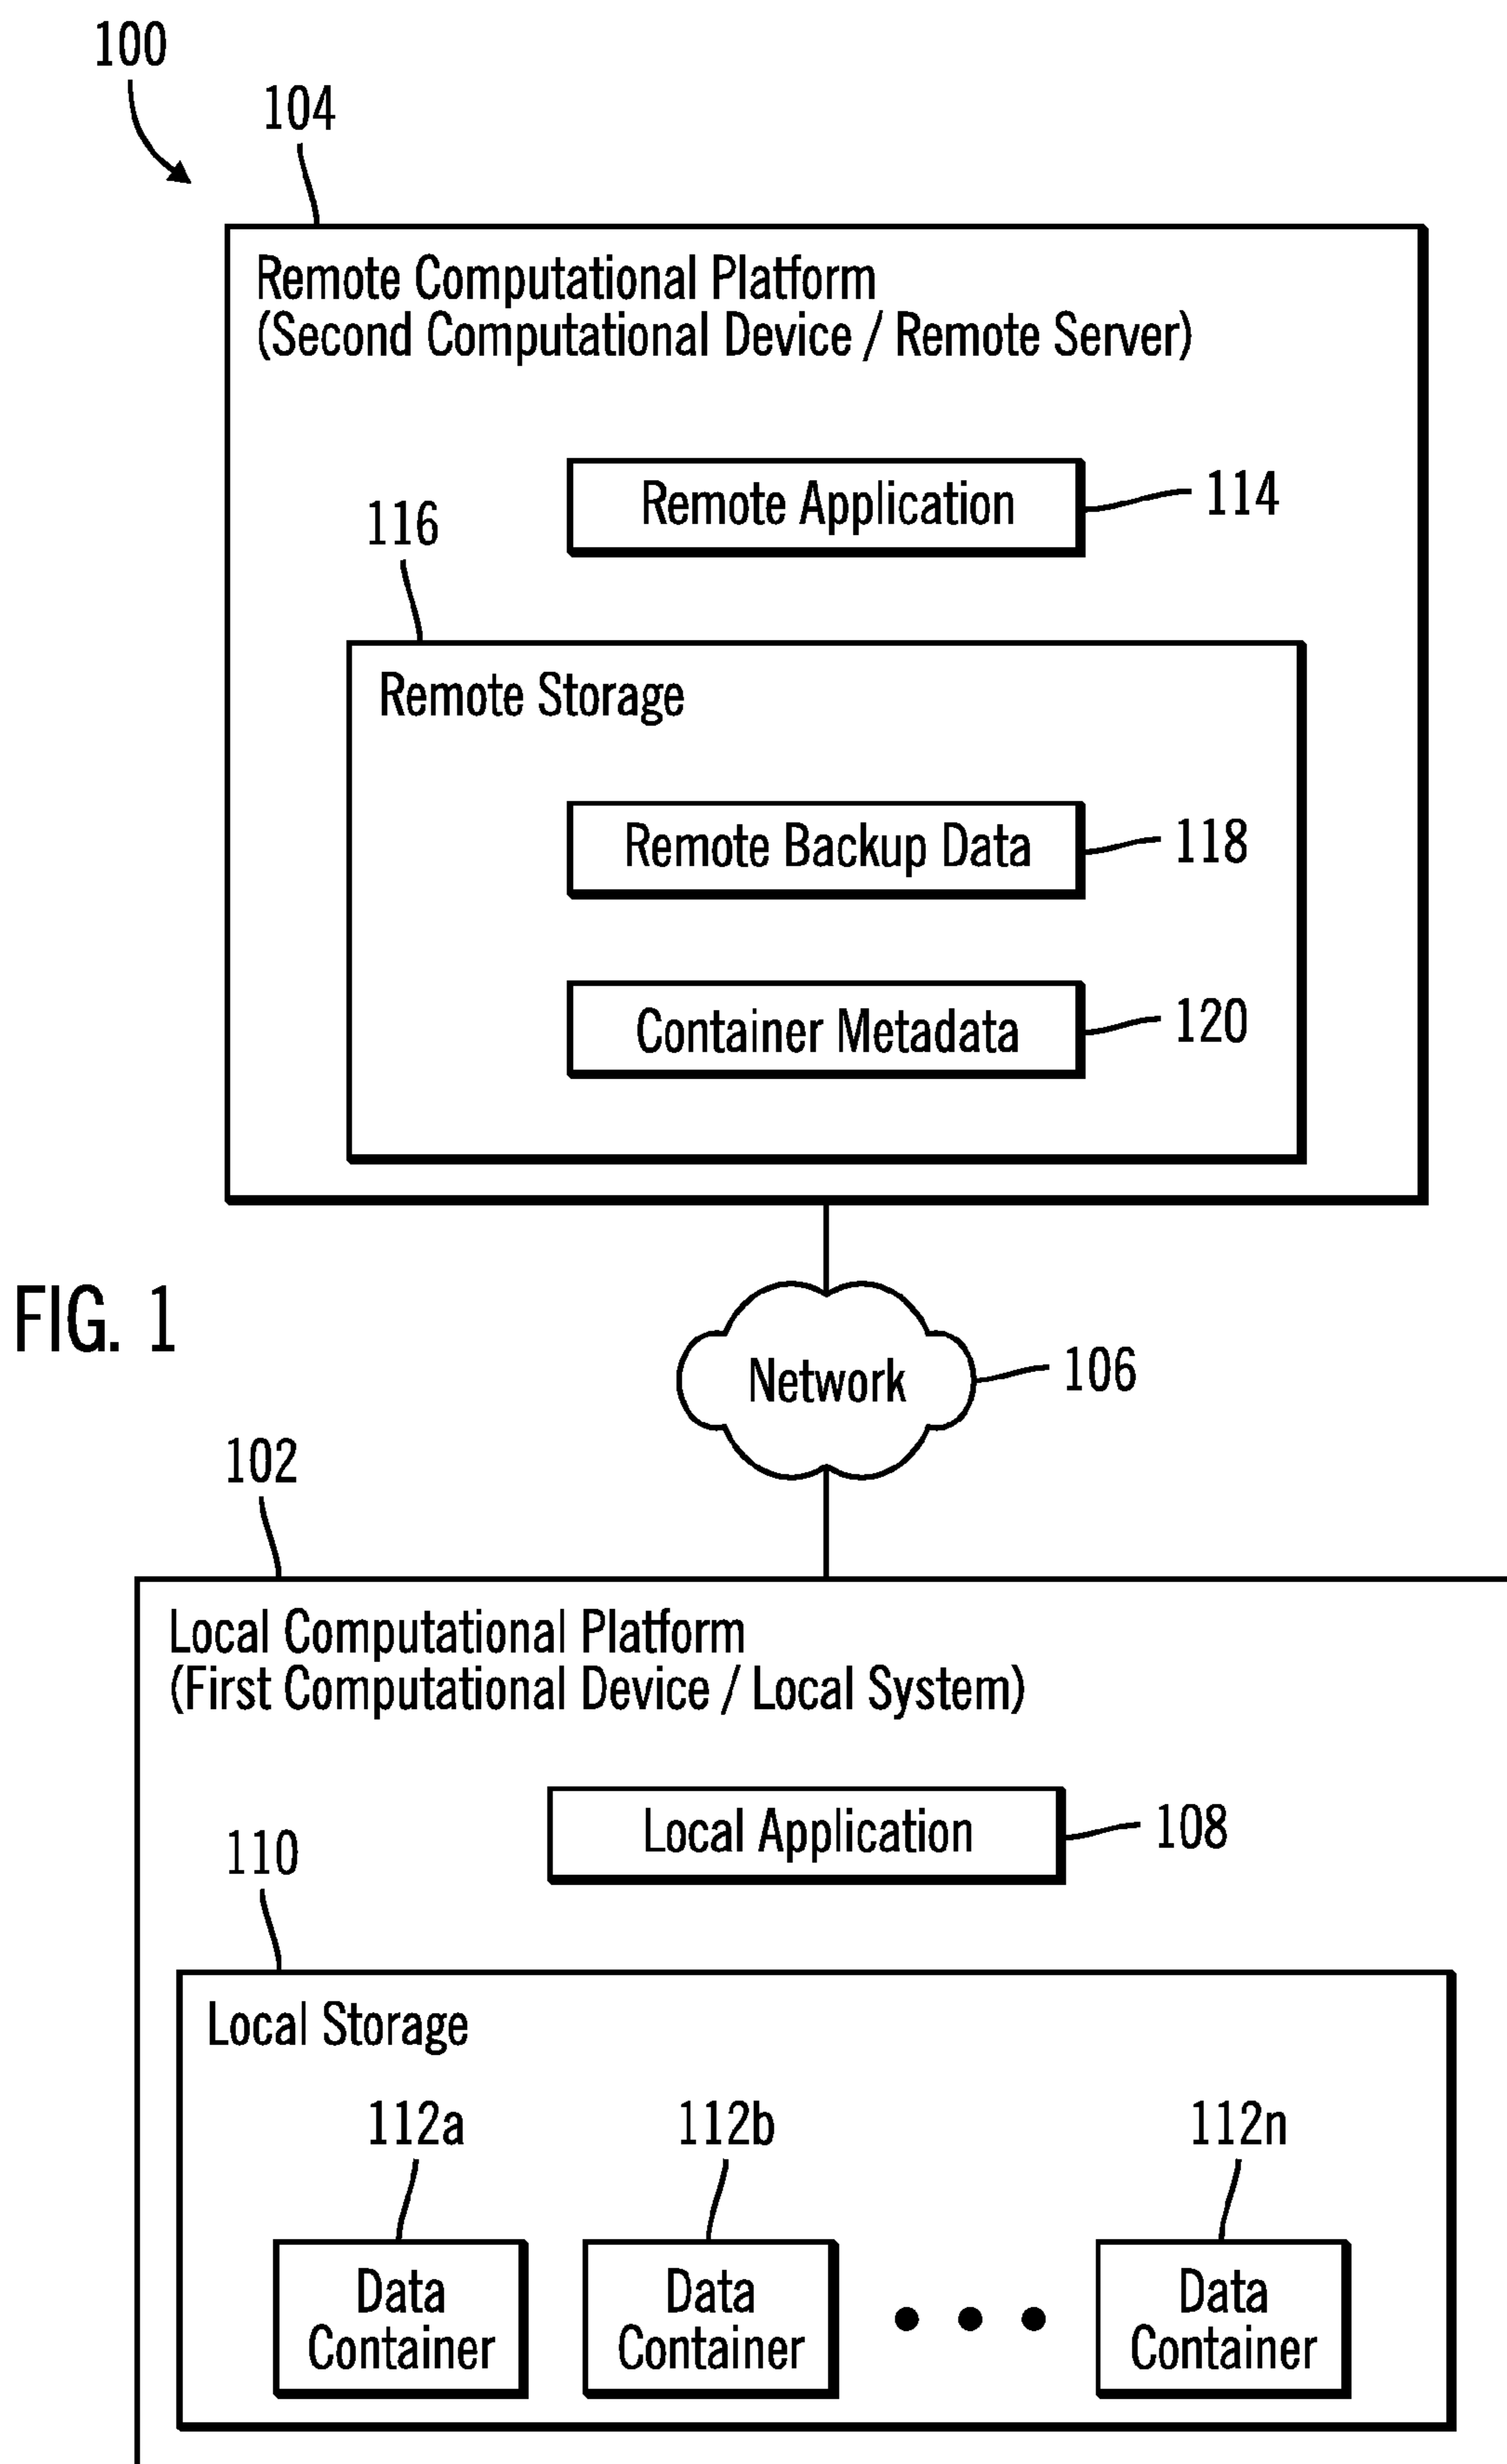 100
104
Remote Computational Platform
(Second Computational Device / Remote Server)
Remote Application
114
116
Remote Storage
Remote Backup Data
118
Container Metadata
120
FIG. 1
Network
106
102
Local Computational Platform
(First Computational Device / Local System)
Local Application
108
110
Local Storage
112a
112b
112n
Data
Container
Data
Container
Data
Container